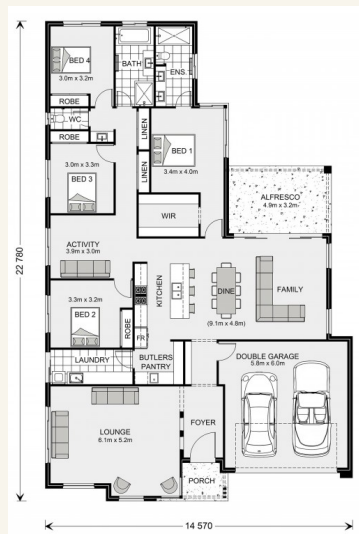 BED 4
3.0m x 3.2m
BATH
ENS.
ROBE
WC
ROBE
LINEN
LINEN
BED 1
3.4m x 4.0m
3.0m x 3.3m
BED 3
WIR
ALFRESCO
4.9m x 3.2m
22 780
ACTIVITY
3.9m x 3.0m
KITCHEN
DINE
FAMILY
(9.1m x 4.8m)
3.3m x 3.2m
BED 2
ROBE
FR
LAUNDRY
BUTLERS
PANTRY
DOUBLE GARAGE
5.8m x 6.0m
LOUNGE
6.1m x 5.2m
FOYER
PORCH
14 570